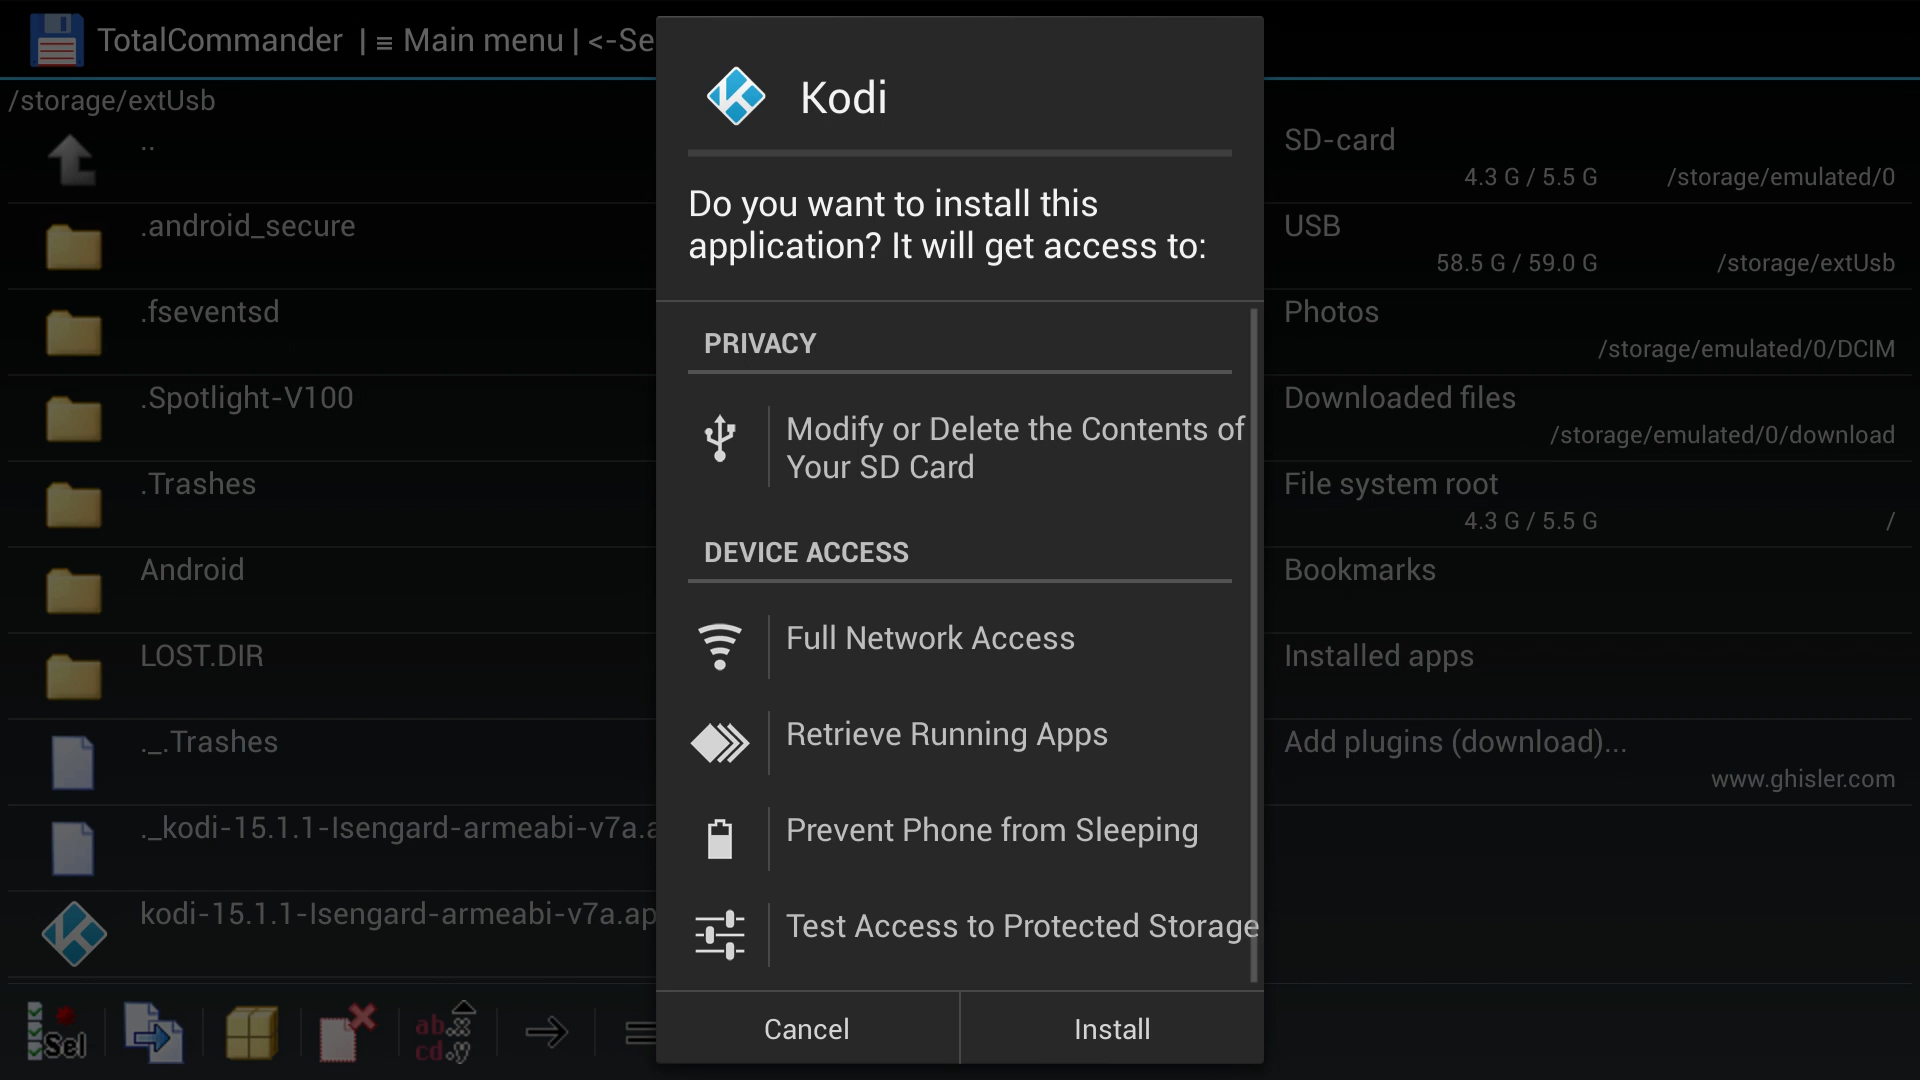 TotalCommander | ≡ Main menu | <-Se
/storage/extUsb
..
.android_secure
.fseventsd
.Spotlight-V100
.Trashes
Android
LOST.DIR
._.Trashes
._kodi-15.1.1-Isengard-armeabi-v7a.a
kodi-15.1.1-Isengard-armeabi-v7a.ap
Sel
ab.x
cd.y
Kodi
Do you want to install this
application? It will get access to:
PRIVACY
Modify or Delete the Contents of
Your SD Card
DEVICE ACCESS
Full Network Access
Retrieve Running Apps
Prevent Phone from Sleeping
Test Access to Protected Storage
Cancel
Install
SD-card
4.3 G / 5.5 G /storage/emulated/0
USB
58.5 G / 59.0 G /storage/extUsb
Photos
/storage/emulated/0/DCIM
Downloaded files
/storage/emulated/0/download
File system root
4.3 G / 5.5 G /
Bookmarks
Installed apps
Add plugins (download)...
www.ghisler.com